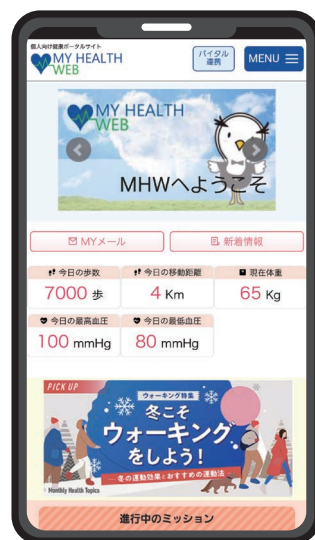 個人向け健康ポータルサイト
MY HEALTH
WEB
バイタル
連携
MENU
MY HEALTH
WEB
MHWへようこそ
MYメール
新着情報
今日の歩数
今日の移動距離
現在体重
7000 歩
4 Km
65 Kg
今日の最高血圧
今日の最低血圧
100 mmHg
80 mmHg
PICK UP
ウォーキング特集
冬こそ
ウォーキング
をしよう！
冬の運動効果とおすすめの運動法
Monthly Health Topics
進行中のミッション